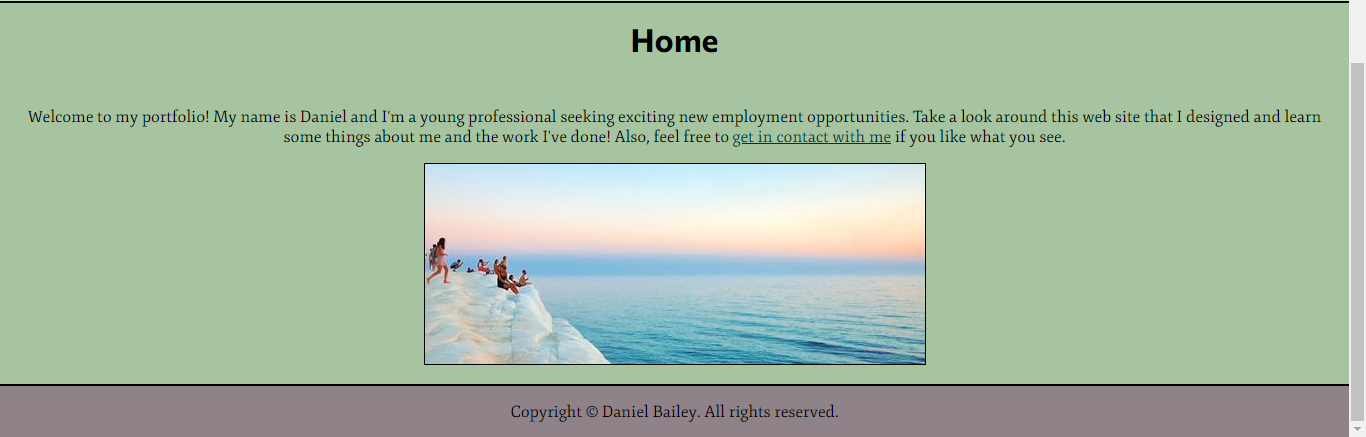 Home
Welcome to my portfolio! My name is Daniel and I'm a young professional seeking exciting new employment opportunities. Take a look around this web site that I designed and learn
some things about me and the work I've done! Also, feel free to get in contact with me if you like what you see.
Copyright © Daniel Bailey. All rights reserved.